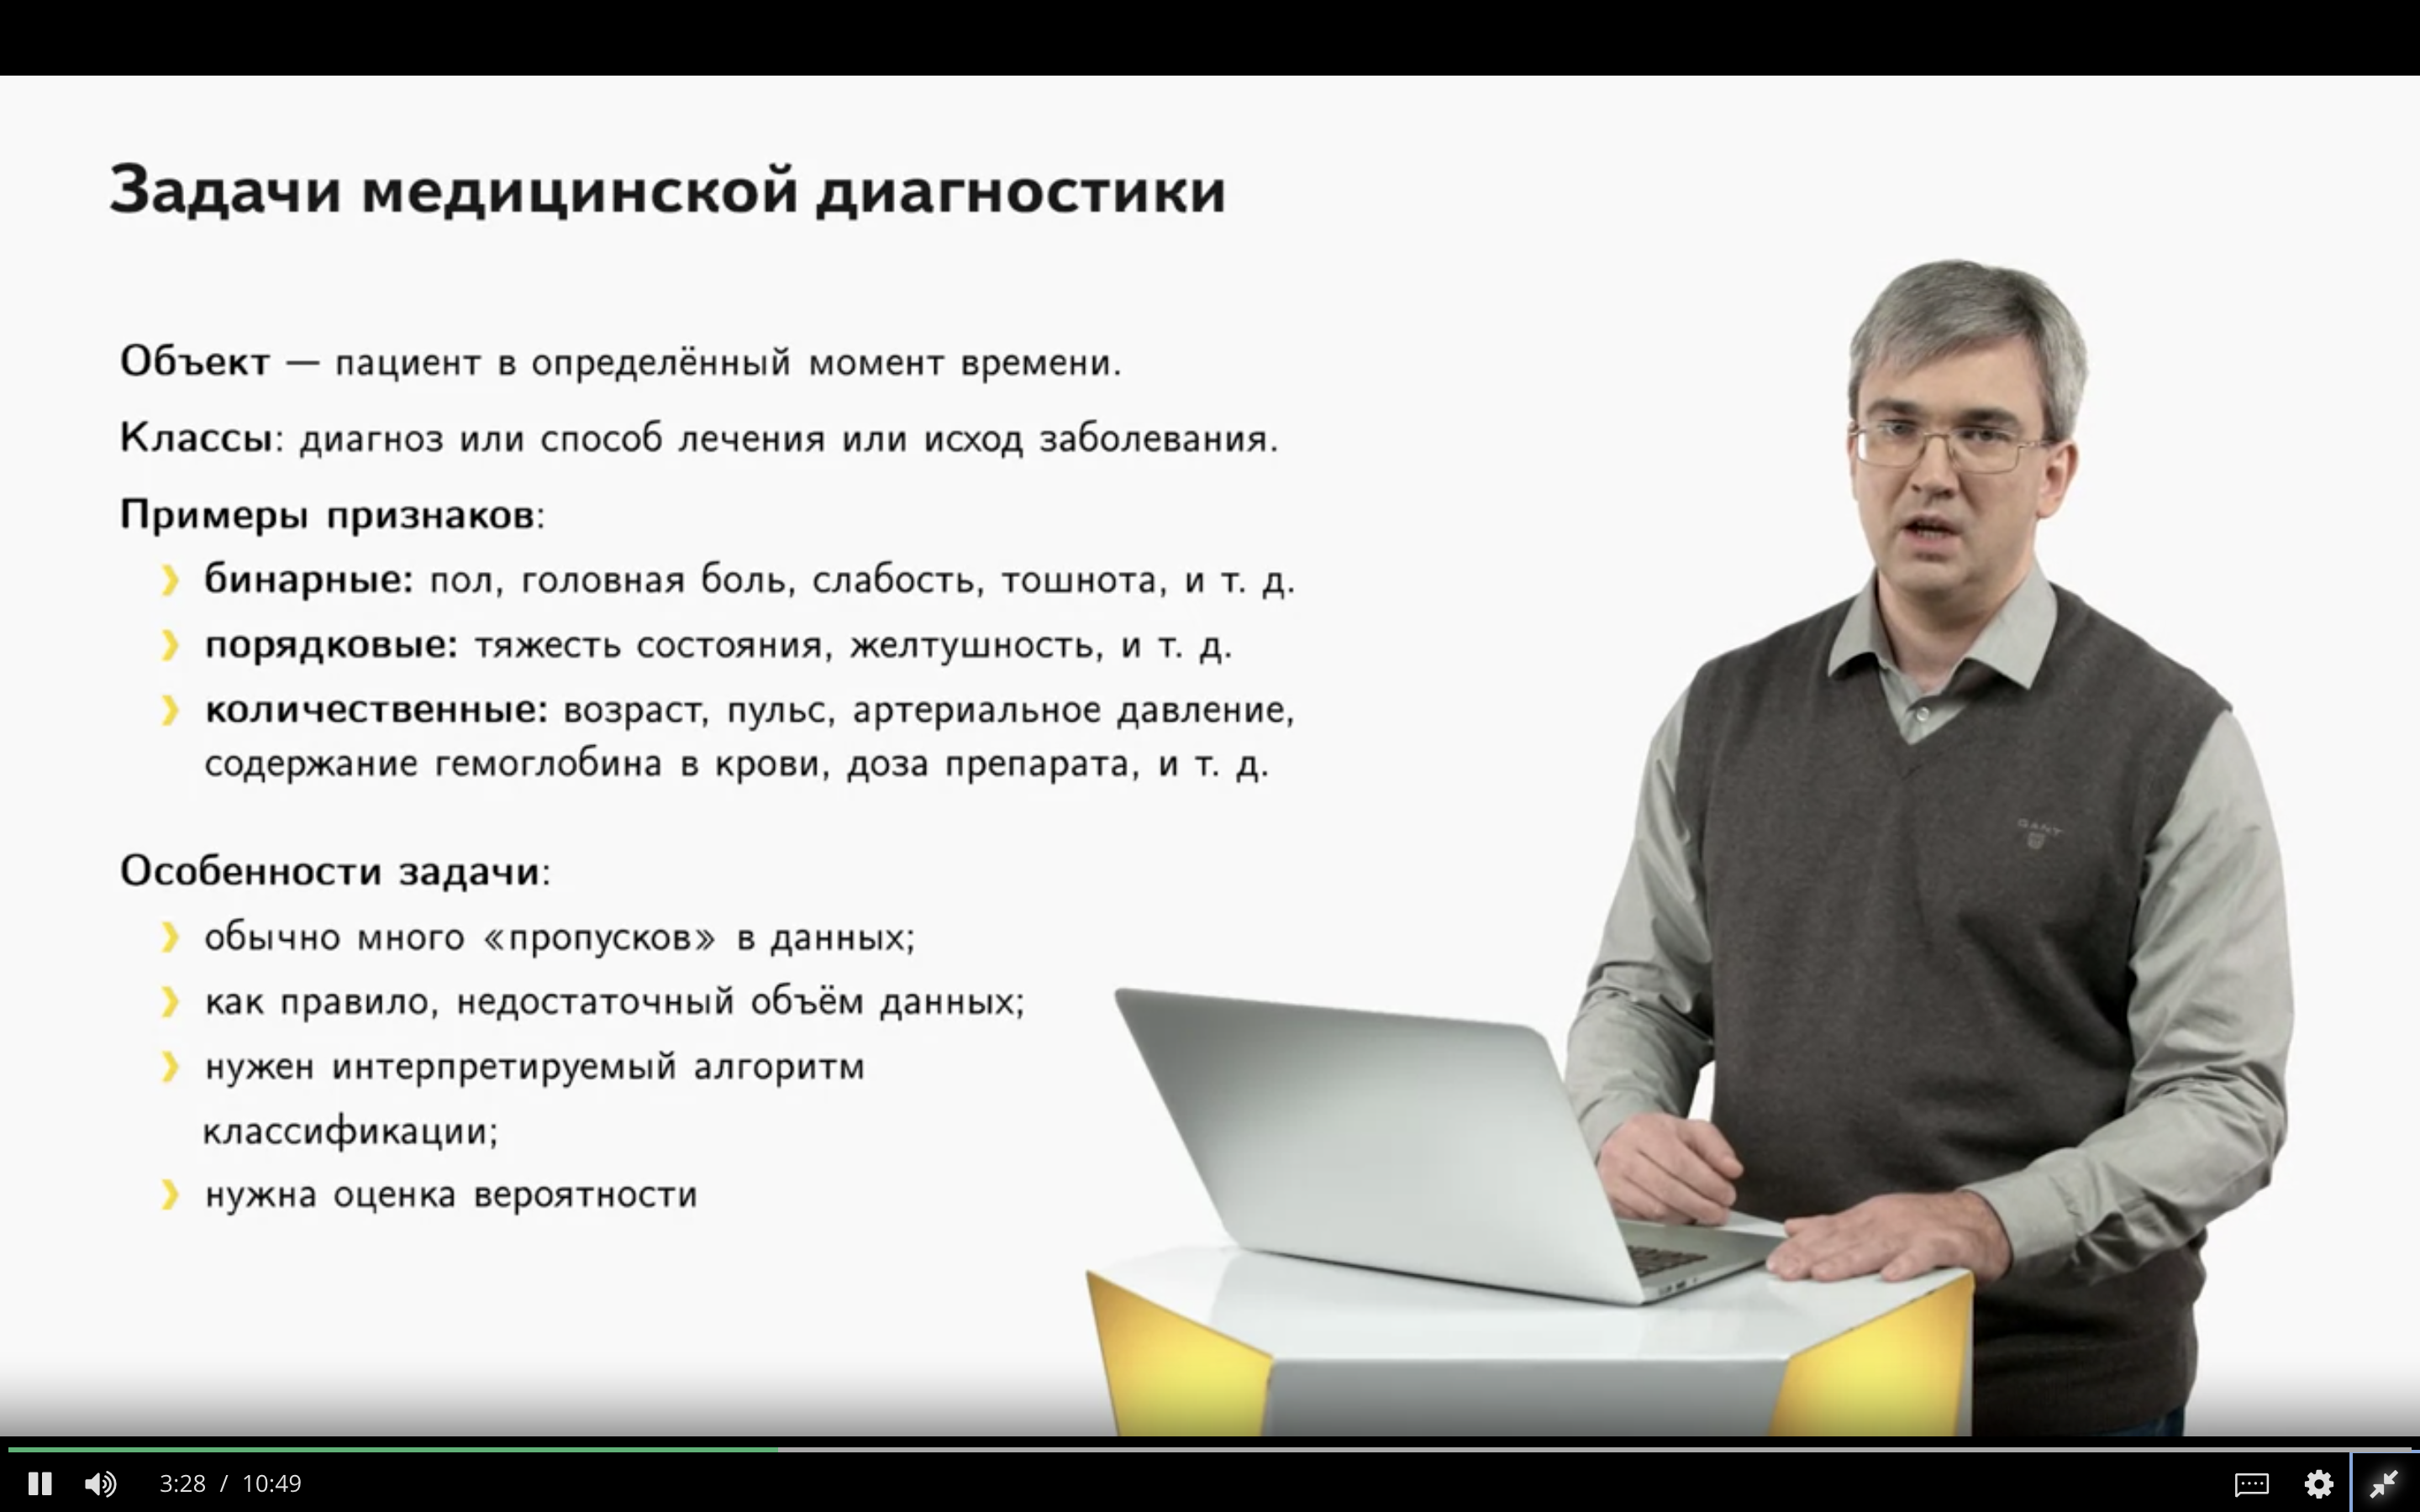 Задачи медицинской диагностики
Объект — пациент в определённый момент времени.
Классы: диагноз или способ лечения или исход заболевания.
Примеры признаков:
❯ бинарные: пол, головная боль, слабость, тошнота, и т. д.
❯ порядковые: тяжесть состояния, желтушность, и т. д.
❯ количественные: возраст, пульс, артериальное давление,
содержание гемоглобина в крови, доза препарата, и т. д.
Особенности задачи:
❯ обычно много «пропусков» в данных;
❯ как правило, недостаточный объём данных;
❯ нужен интерпретируемый алгоритм
классификации;
❯ нужна оценка вероятности
GANT
3:28 / 10:49